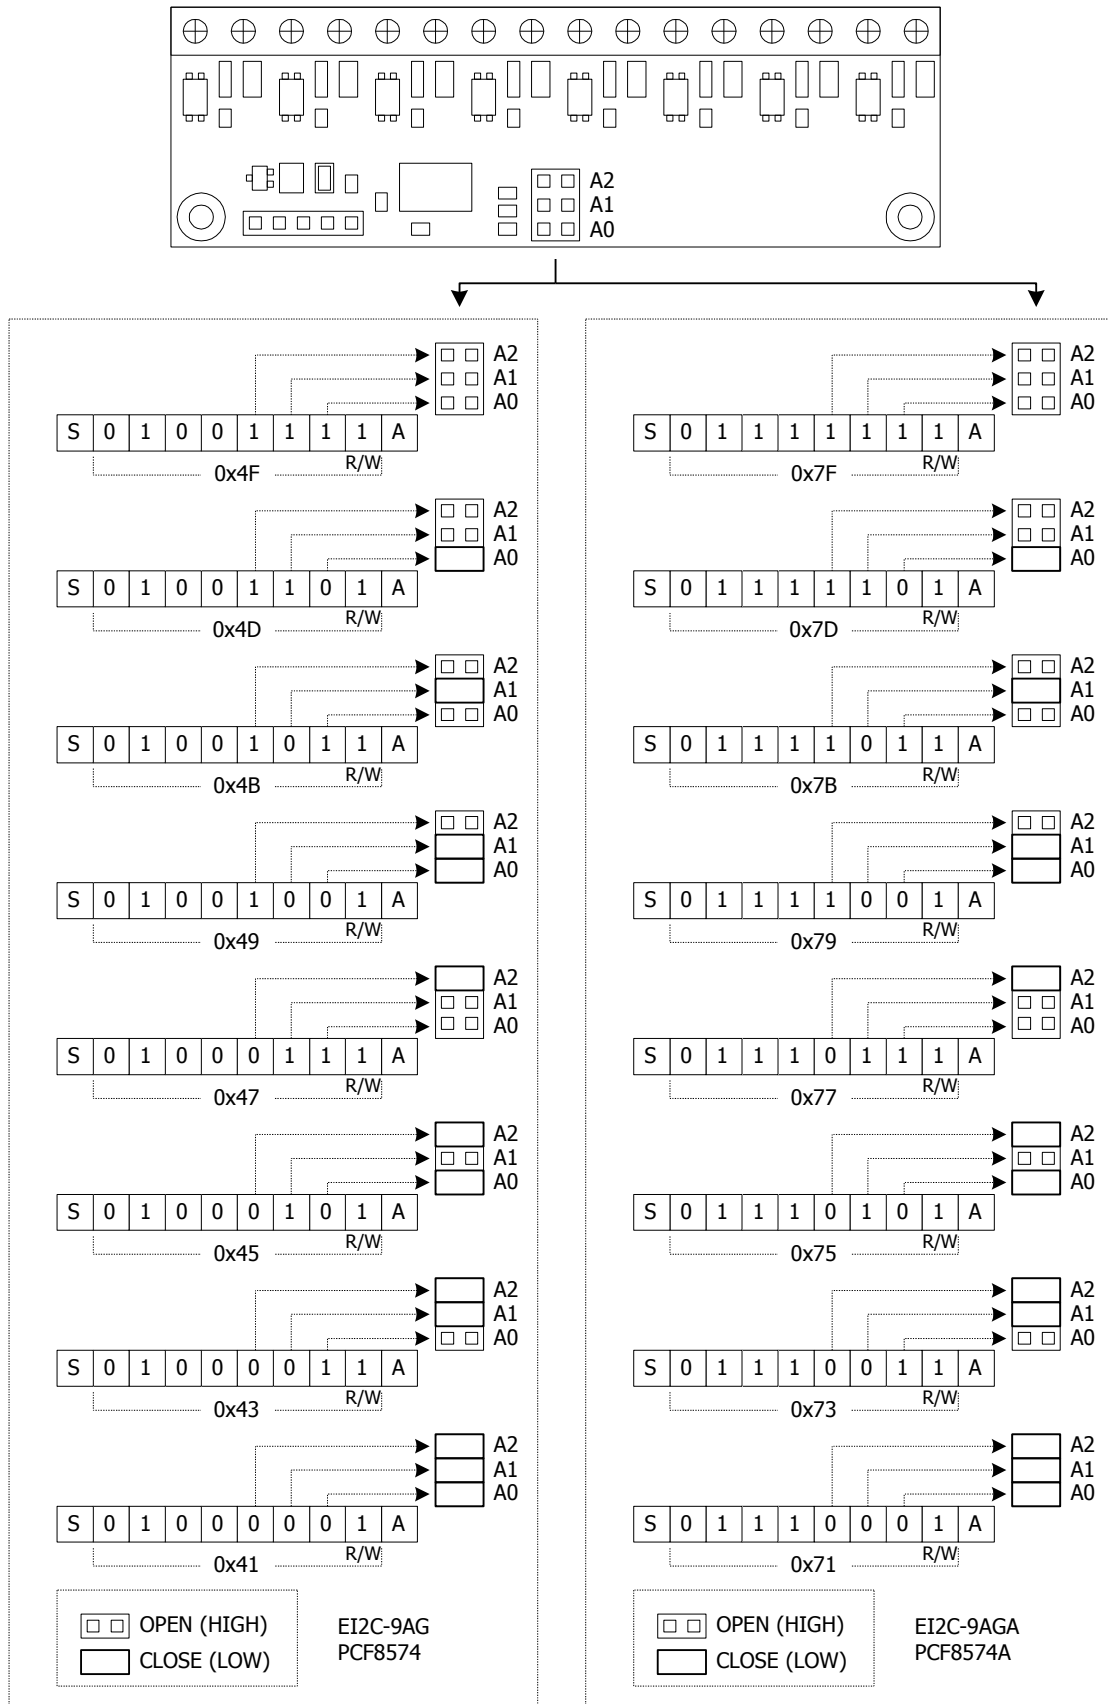 A2
A1
A0
A2
A1
A0
S 0 1 0 0 1 1 1 1 A
R/W
0x4F
A2
A1
A0
S 0 1 1 1 1 1 1 1 A
R/W
0x7F
A2
A1
A0
S 0 1 0 0 1 1 0 1 A
R/W
0x4D
A2
A1
A0
S 0 1 1 1 1 1 0 1 A
R/W
0x7D
A2
A1
A0
S 0 1 0 0 1 0 1 1 A
R/W
0x4B
A2
A1
A0
S 0 1 1 1 1 0 1 1 A
R/W
0x7B
A2
A1
A0
S 0 1 0 0 1 0 0 1 A
R/W
0x49
A2
A1
A0
S 0 1 1 1 1 0 0 1 A
R/W
0x79
A2
A1
A0
S 0 1 0 0 0 1 1 1 A
R/W
0x47
A2
A1
A0
S 0 1 1 1 0 1 1 1 A
R/W
0x77
A2
A1
A0
S 0 1 0 0 0 1 0 1 A
R/W
0x45
A2
A1
A0
S 0 1 1 1 0 1 0 1 A
R/W
0x75
A2
A1
A0
S 0 1 0 0 0 0 1 1 A
R/W
0x43
A2
A1
A0
S 0 1 1 1 0 0 1 1 A
R/W
0x73
A2
A1
A0
S 0 1 0 0 0 0 0 1 A
R/W
0x41
A2
A1
A0
S 0 1 1 1 0 0 0 1 A
R/W
0x71
OPEN (HIGH)
CLOSE (LOW)
EI2C-9AG
PCF8574
OPEN (HIGH)
CLOSE (LOW)
EI2C-9AGA
PCF8574A